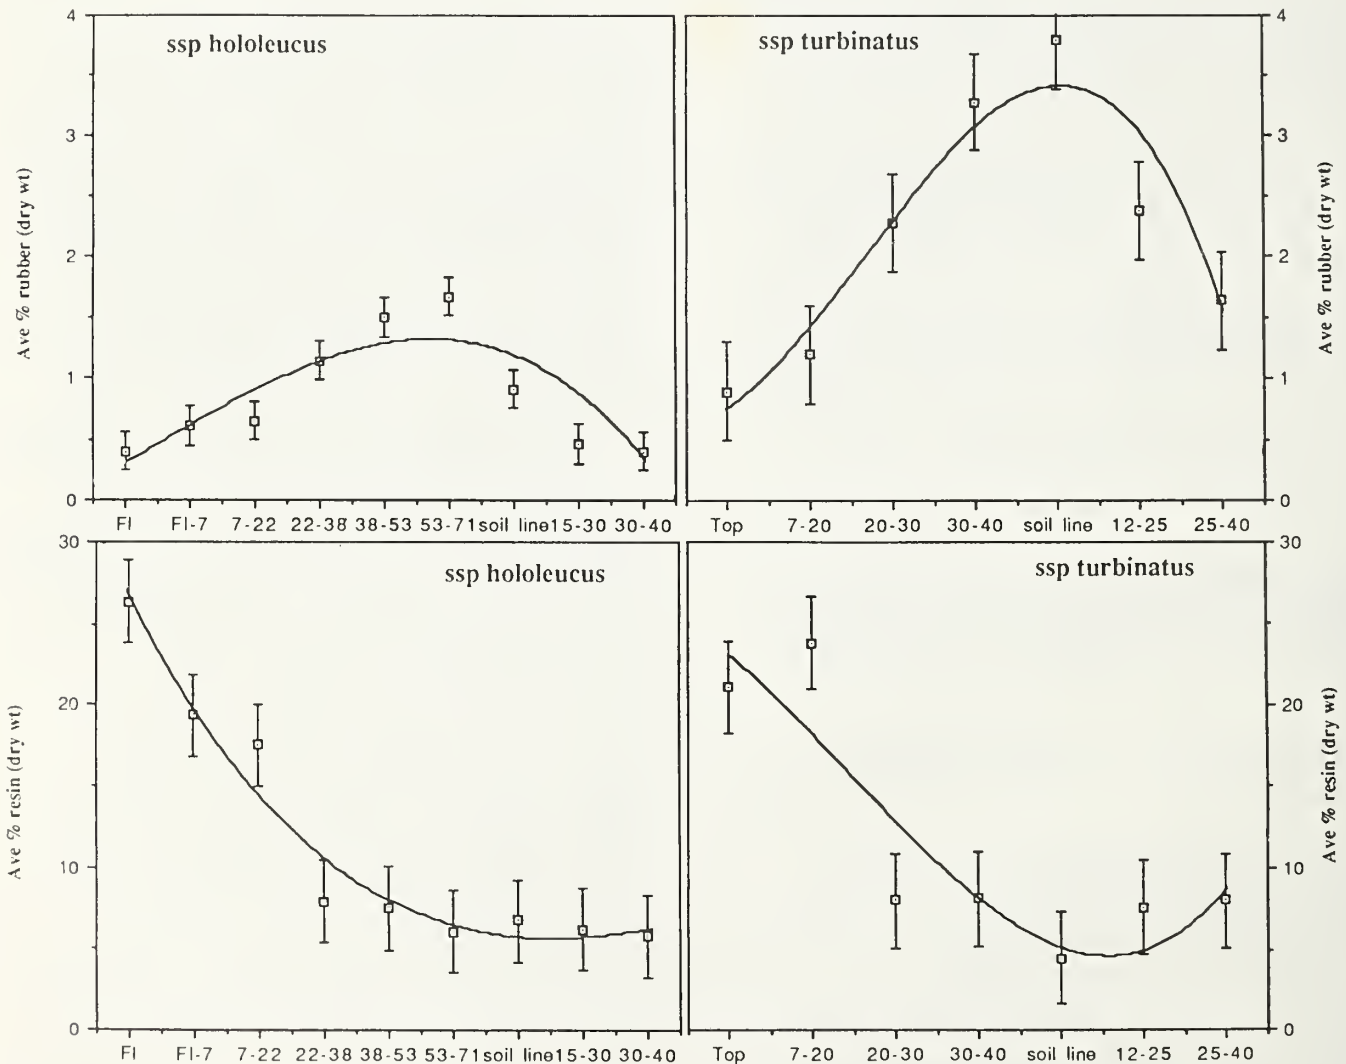 ssp hololeucus
4
3
2
1
0
Ave % rubber (dry wt)
Fl Fl-7 7-22 22-38 38-53 53-71 soil line 15-30 30-40
ssp turbinatus
4
3
2
1
0
Ave % rubber (dry wt)
Top 7-20 20-30 30-40 soil line 12-25 25-40
ssp hololeucus
30
20
10
0
Ave % resin (dry wt)
Fl Fl-7 7-22 22-38 38-53 53-71 soil line 15-30 30-40
ssp turbinatus
30
20
10
0
Ave % resin (dry wt)
Top 7-20 20-30 30-40 soil line 12-25 25-40